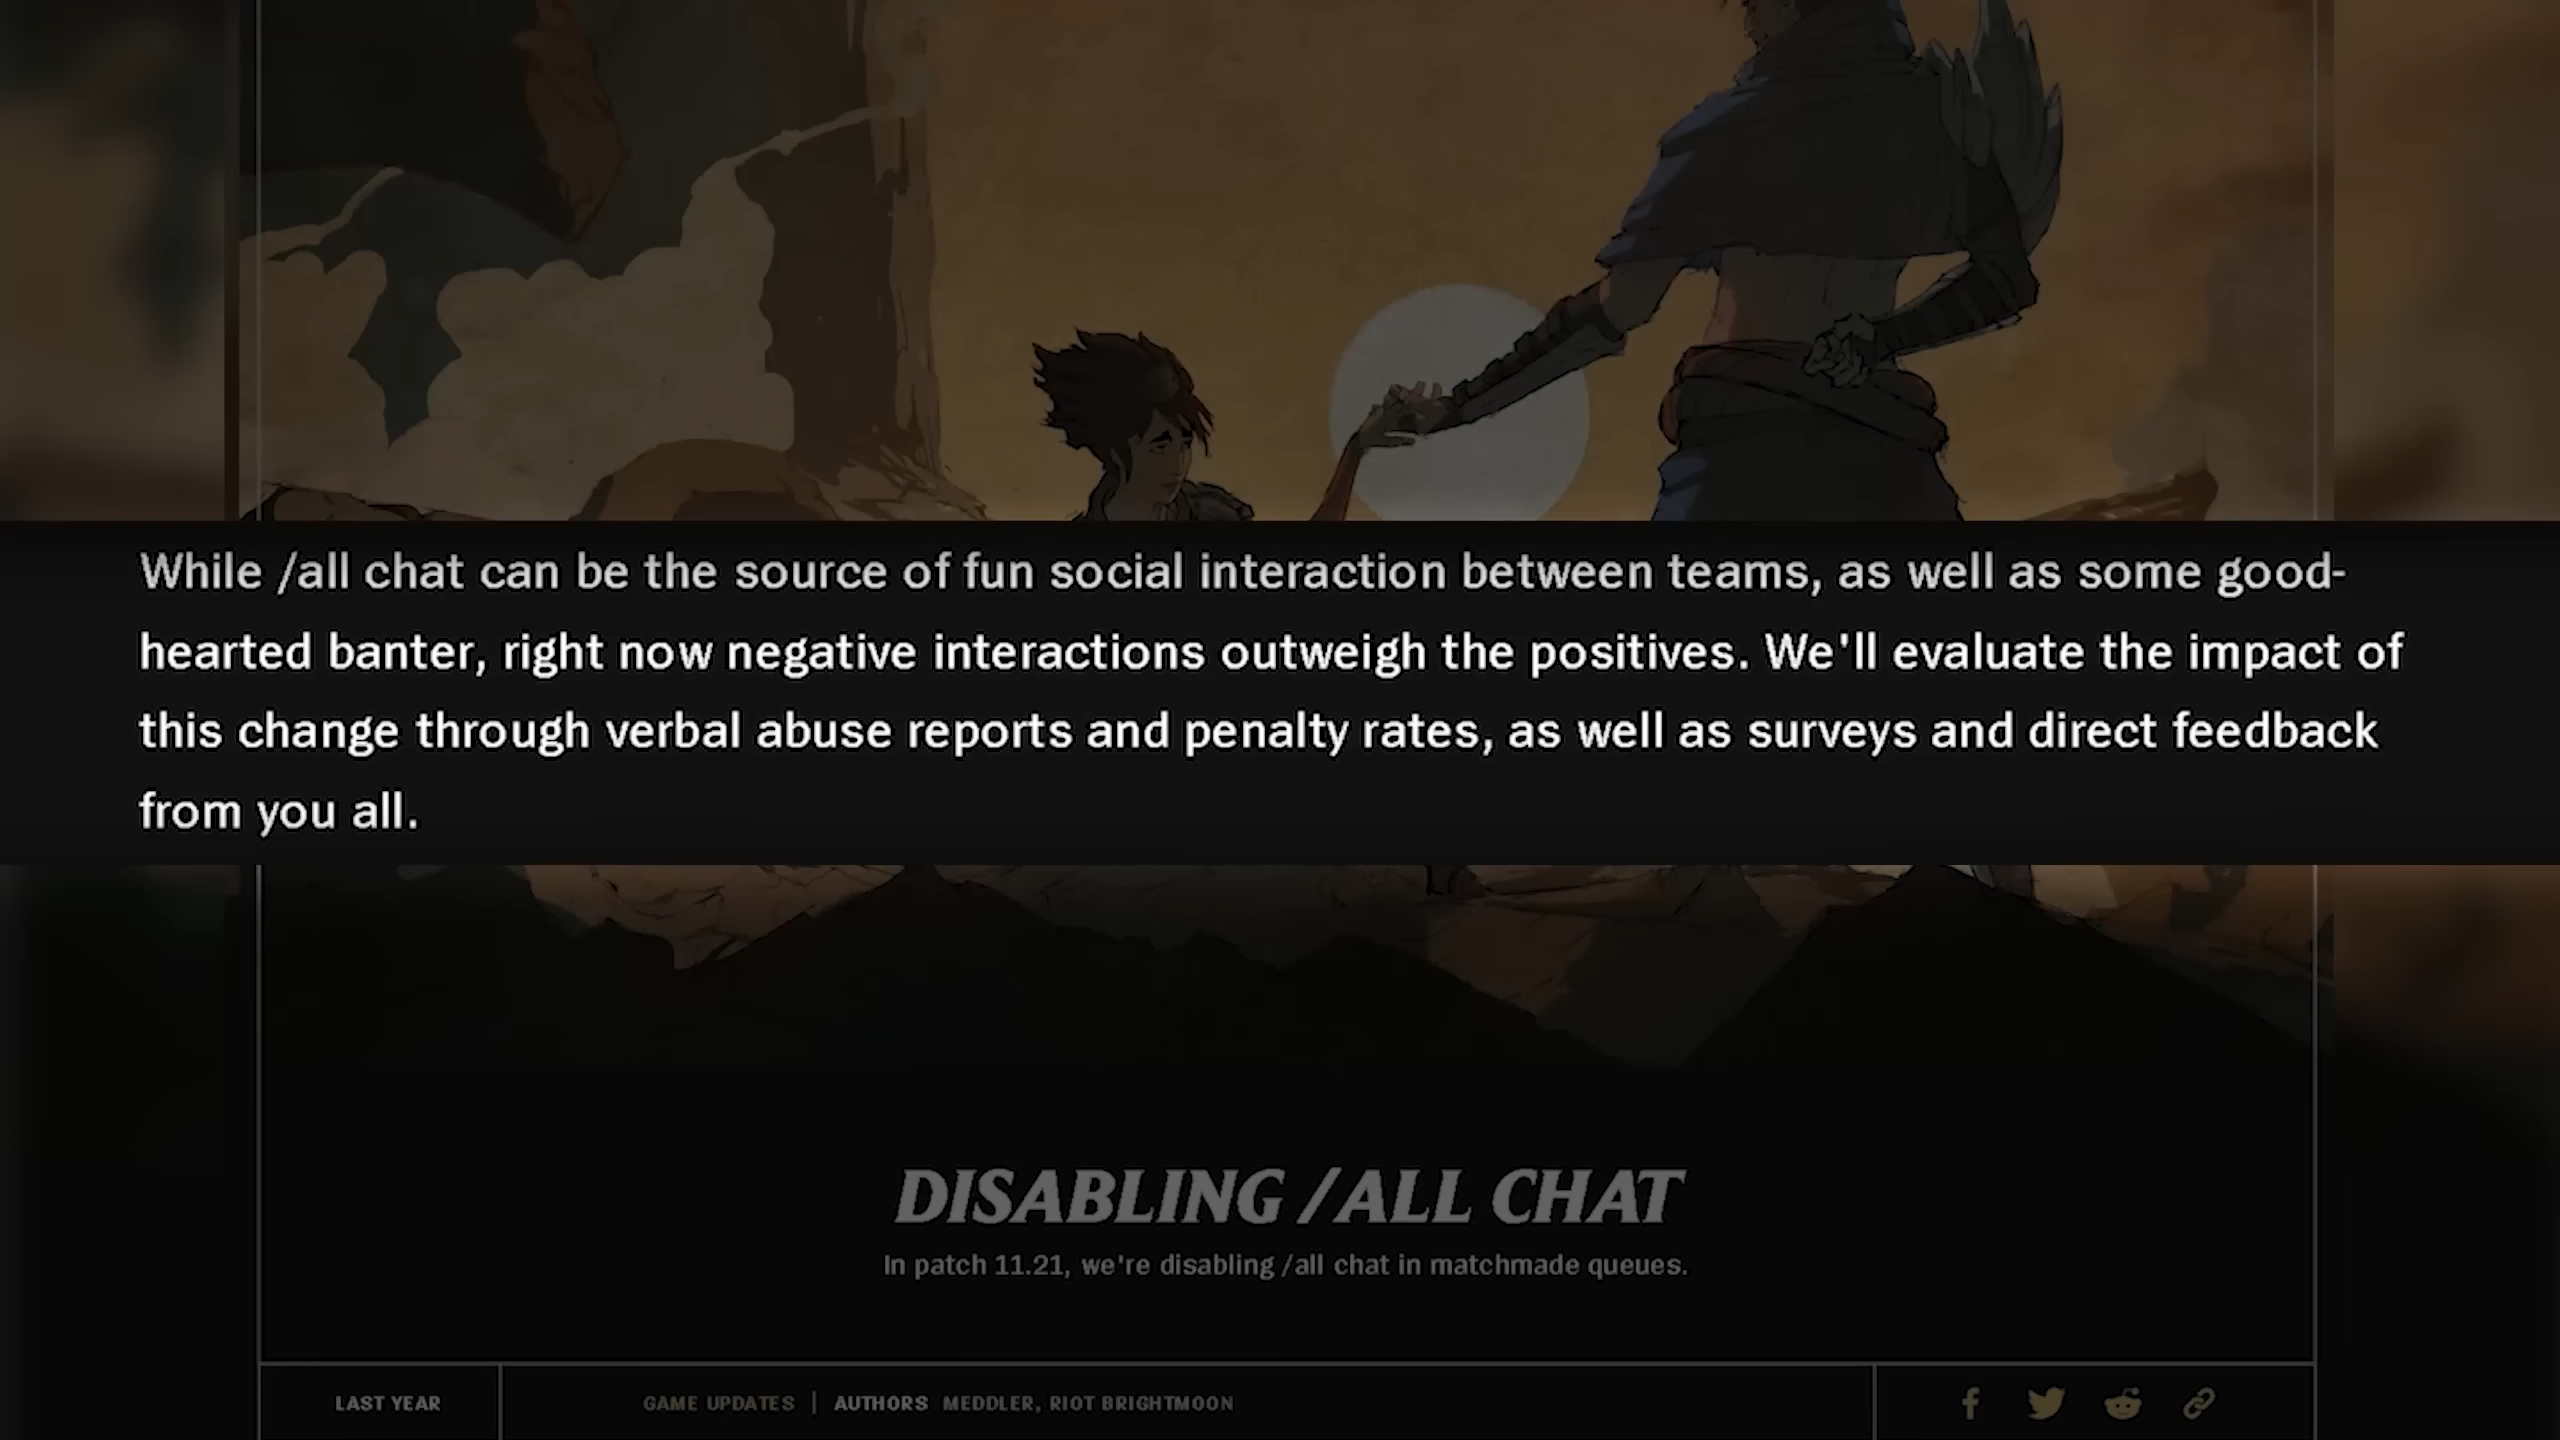 While /all chat can be the source of fun social interaction between teams, as well as some good-
hearted banter, right now negative interactions outweigh the positives. We'll evaluate the impact of
this change through verbal abuse reports and penalty rates, as well as surveys and direct feedback
from you all.
DISABLING /ALL CHAT
In patch 11.21, we're disabling /all chat in matchmade queues.
LAST YEAR
GAME UPDATES | AUTHORS MEDDLER, RIOT BRIGHTMOON